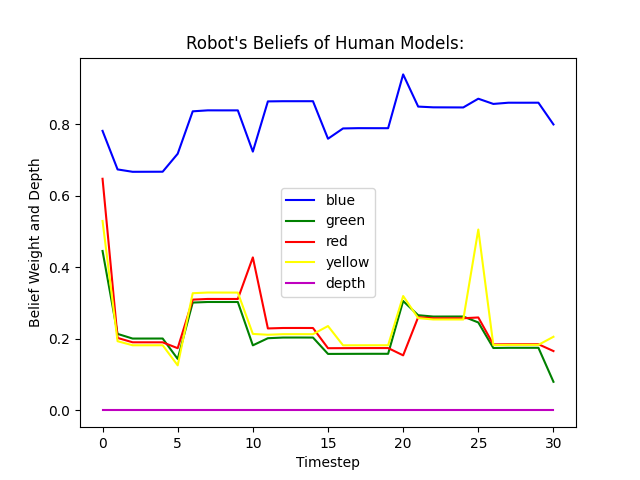 Robot's Beliefs of Human Models:
Belief Weight and Depth
0.8
0.6
0.4
0.2
0.0
blue
green
red
yellow
depth
0 5 10 15 20 25 30
Timestep